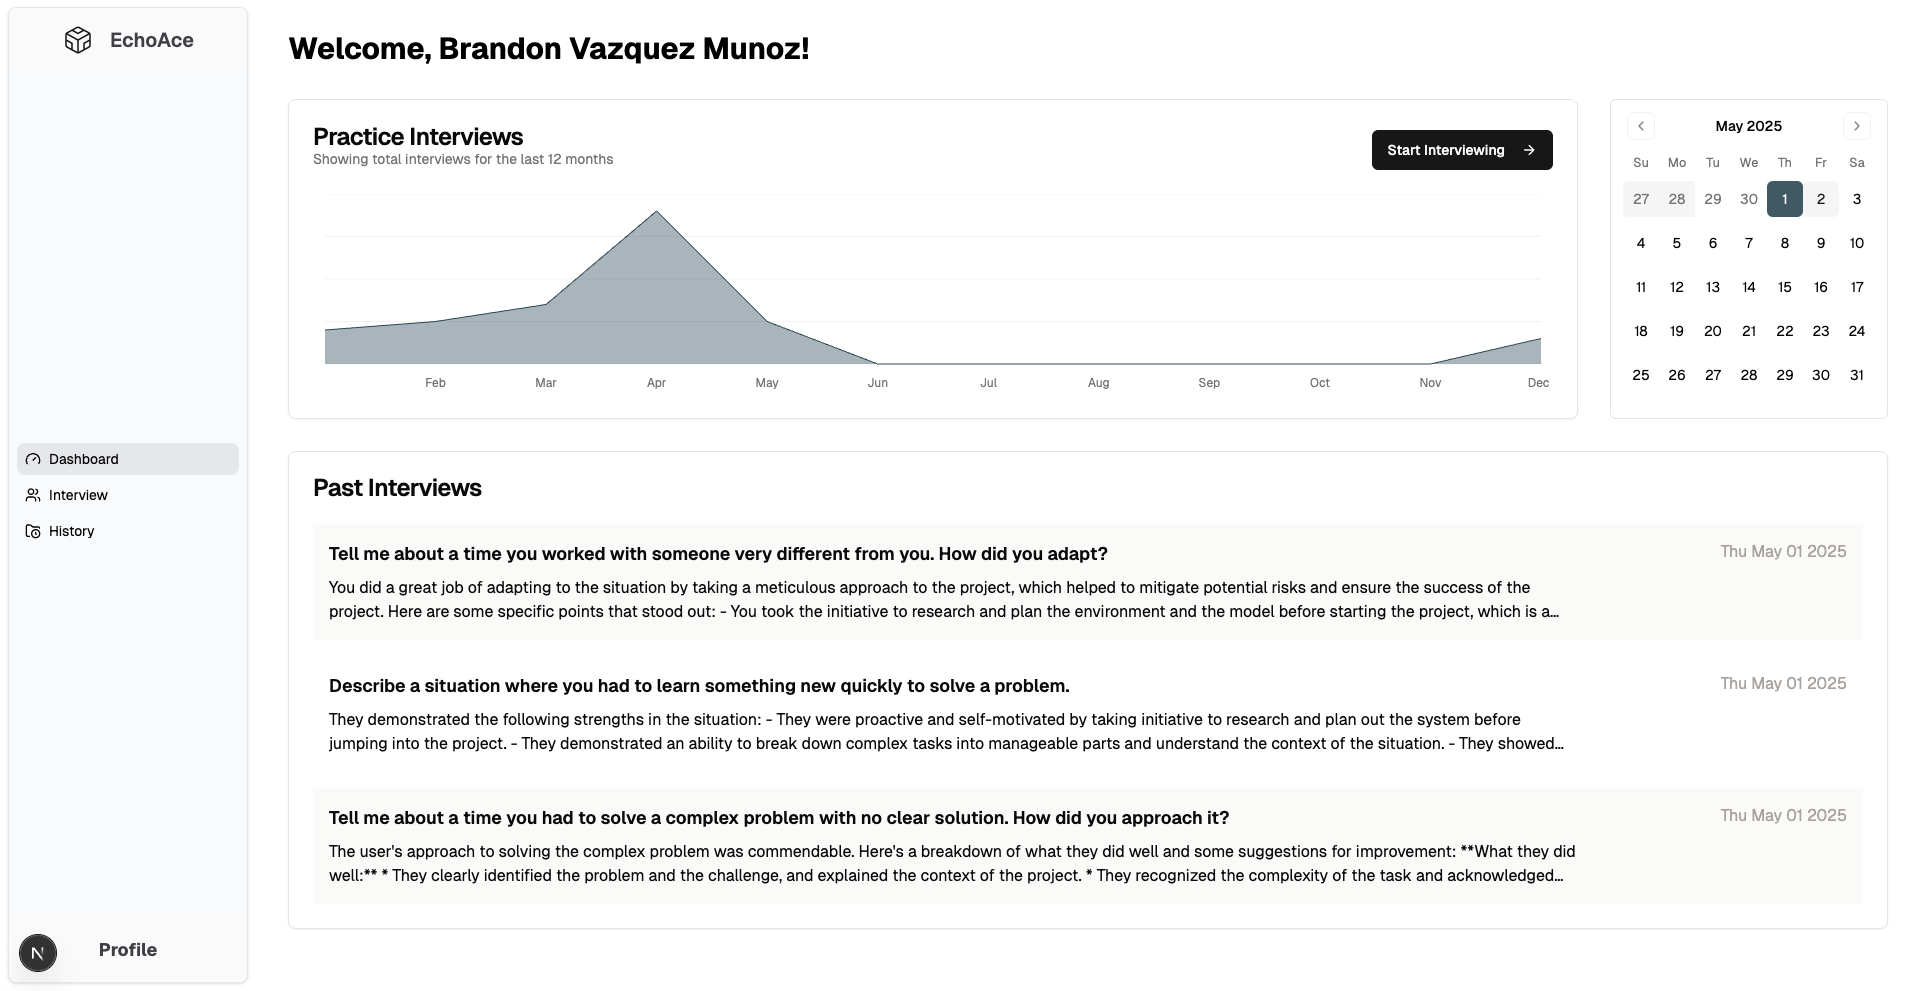 EchoAce
Dashboard
Interview
History
N
Profile
Welcome, Brandon Vazquez Munoz!
Practice Interviews
Showing total interviews for the last 12 months
Start Interviewing
Feb Mar Apr May Jun Jul Aug Sep Oct Nov Dec
May 2025
Su Mo Tu We Th Fr Sa
27 28 29 30 1 2 3
4 5 6 7 8 9 10
11 12 13 14 15 16 17
18 19 20 21 22 23 24
25 26 27 28 29 30 31
Past Interviews
Tell me about a time you worked with someone very different from you. How did you adapt?
Thu May 01 2025
You did a great job of adapting to the situation by taking a meticulous approach to the project, which helped to mitigate potential risks and ensure the success of the
project. Here are some specific points that stood out: - You took the initiative to research and plan the environment and the model before starting the project, which is a...
Describe a situation where you had to learn something new quickly to solve a problem.
Thu May 01 2025
They demonstrated the following strengths in the situation: - They were proactive and self-motivated by taking initiative to research and plan out the system before
jumping into the project. - They demonstrated an ability to break down complex tasks into manageable parts and understand the context of the situation. - They showed...
Tell me about a time you had to solve a complex problem with no clear solution. How did you approach it?
Thu May 01 2025
The user's approach to solving the complex problem was commendable. Here's a breakdown of what they did well and some suggestions for improvement: **What they did
well:** * They clearly identified the problem and the challenge, and explained the context of the project. * They recognized the complexity of the task and acknowledged...